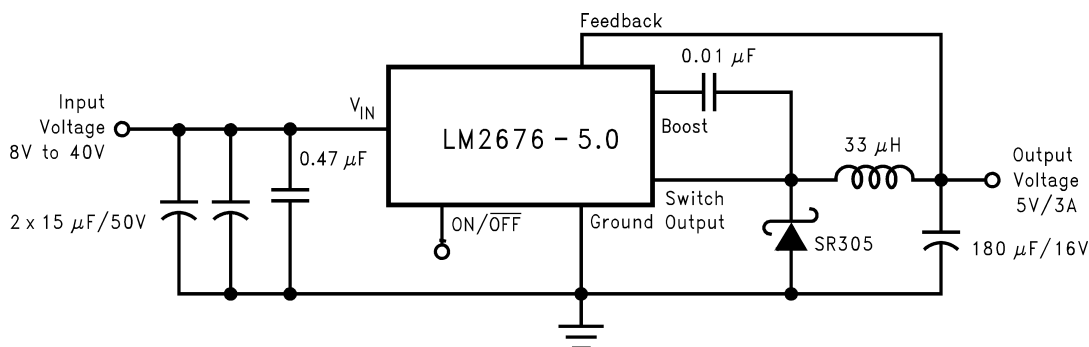 Feedback
0.01 μF
Input
Voltage
8V to 40V
V_IN
LM2676 - 5.0
Boost
0.47 μF
33 μH
Output
Voltage
5V/3A
2 x 15 μF/50V
ON/OFF
Ground
Switch
Output
SR305
180 μF/16V